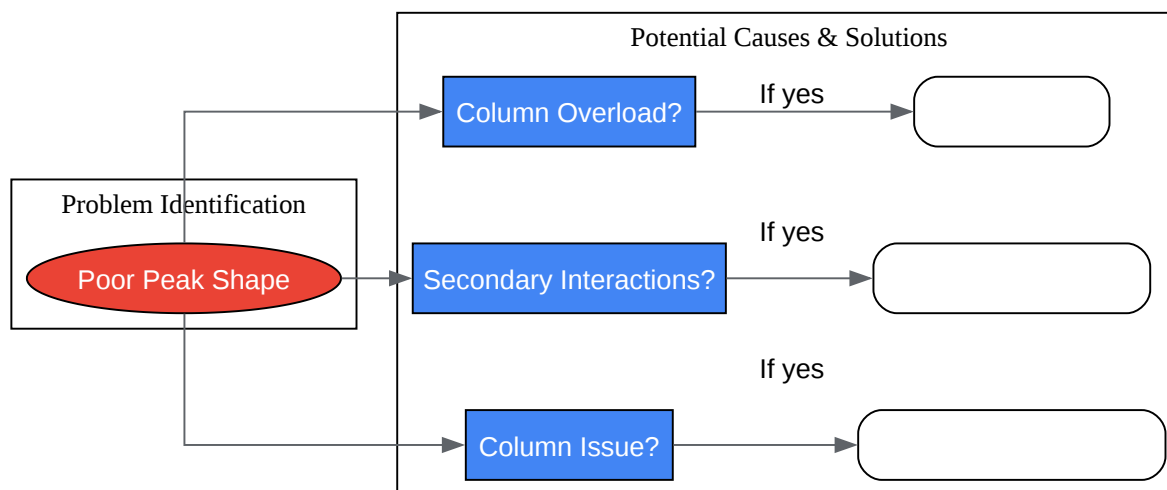 Potential Causes & Solutions
Column Overload?
If yes
Problem Identification
Poor Peak Shape
Secondary Interactions?
If yes
Column Issue?
If yes